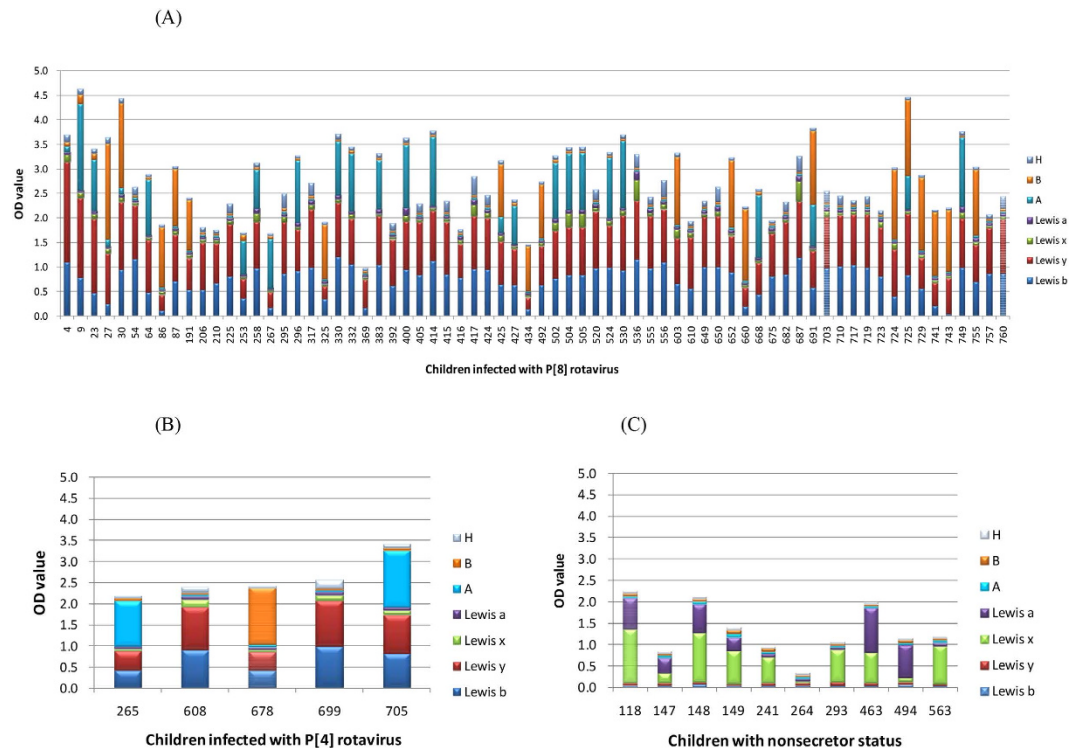 (A)
5.0
4.5
4.0
3.5
3.0
2.5
2.0
1.5
1.0
0.5
0.0
OD value
H
B
A
Lewis a
Lewis x
Lewis y
Lewis b
4 9 23 27 30 54 64 86 87 191 206 210 225 253 258 267 295 296 317 325 330 332 369 383 392 400 405 414 415 416 417 424 425 427 434 492 502 504 505 520 524 530 536 555 556 603 610 649 650 652 660 668 675 682 687 691 703 710 717 719 723 724 725 729 741 743 749 755 757 760
Children infected with P[8] rotavirus
(B)
5.0
4.5
4.0
3.5
3.0
2.5
2.0
1.5
1.0
0.5
0.0
OD value
H
B
A
Lewis a
Lewis x
Lewis y
Lewis b
265 608 678 699 705
Children infected with P[4] rotavirus
(C)
5.0
4.5
4.0
3.5
3.0
2.5
2.0
1.5
1.0
0.5
0.0
OD value
H
B
A
Lewis a
Lewis x
Lewis y
Lewis b
118 147 148 149 241 264 293 463 494 563
Children with nonsecretor status